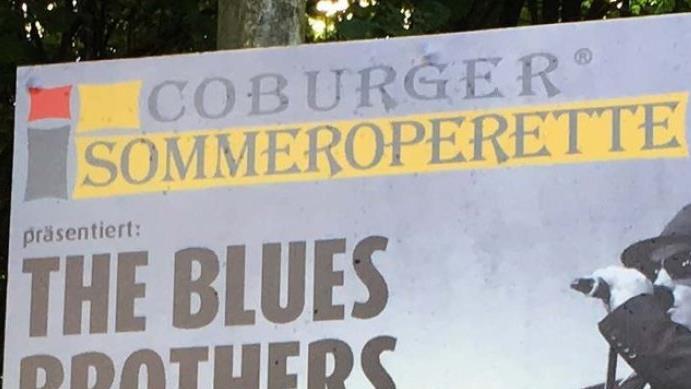 COBURGER®
SOMMEROPERETTE
präsentiert:
THE BLUES
BROTHERS